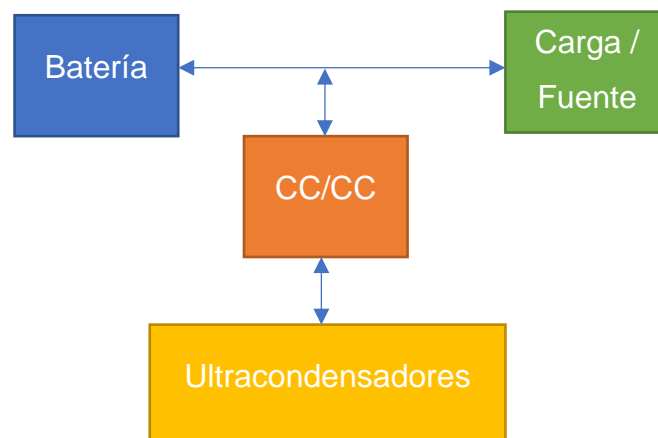 Batería
Carga /
Fuente
CC/CC
Ultracondensadores